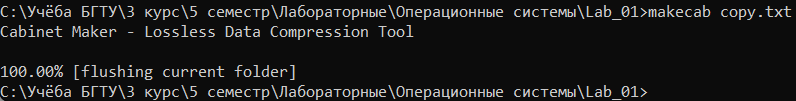 C:\Учёба БГТУ\3 курс\5 семестр\Лабораторные\Операционные системы\Lab_01>makecab copy.txt
Cabinet Maker - Lossless Data Compression Tool
100.00% [flushing current folder]
C:\Учёба БГТУ\3 курс\5 семестр\Лабораторные\Операционные системы\Lab_01>